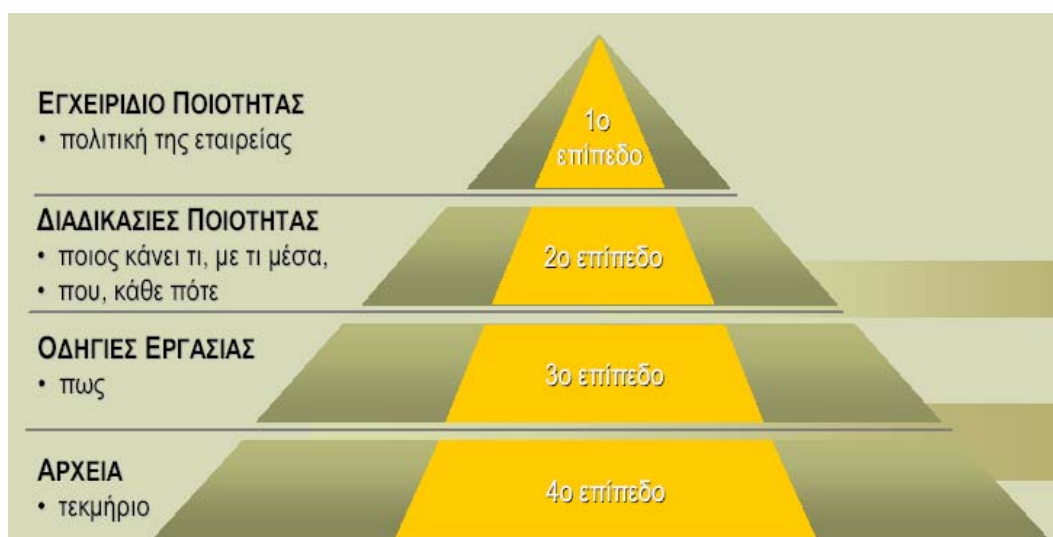 ΕΓΧΕΙΡΙΔΙΟ ΠΟΙΟΤΗΤΑΣ
• πολιτική της εταιρείας
1ο
επίπεδο
ΔΙΑΔΙΚΑΣΙΕΣ ΠΟΙΟΤΗΤΑΣ
• ποιος κάνει τι, με τι μέσα,
• που, κάθε πότε
2ο επίπεδο
ΟΔΗΓΙΕΣ ΕΡΓΑΣΙΑΣ
• πως
3ο επίπεδο
ΑΡΧΕΙΑ
• τεκμήριο
4ο επίπεδο